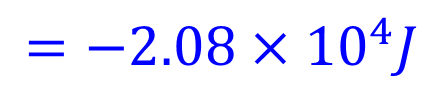 = −2.08 × 10⁴J